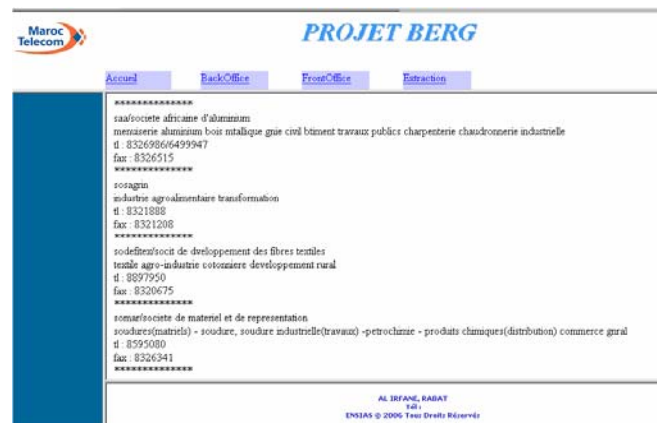 Maroc
Telecom
PROJET BERG
Accueil BackOffice FrontOffice Extraction
**************
saa/societe africaine d'aluminium
menuiserie aluminium bois mtallique gnie civil btiment travaux publics charpenterie chaudronnerie industrielle
tl : 8326986/6499947
fax : 8326515
**************
sosagrin
industrie agroalimentaire transformation
tl : 8321888
fax : 8321208
**************
sodefitex/socit de dveloppement des fibres textiles
textile agro-industrie cotonniere developpement rural
tl : 8897950
fax : 8320675
**************
somar/societe de materiel et de representation
soudures(matriels) - soudure, soudure industrielle(travaux) -petrochimie - produits chimiques(distribution) commerce gnral
tl : 8595080
fax : 8326341
**************
AL IRFANE, RABAT
Tél :
ENSIAS @ 2006 Tous Droits Réservés